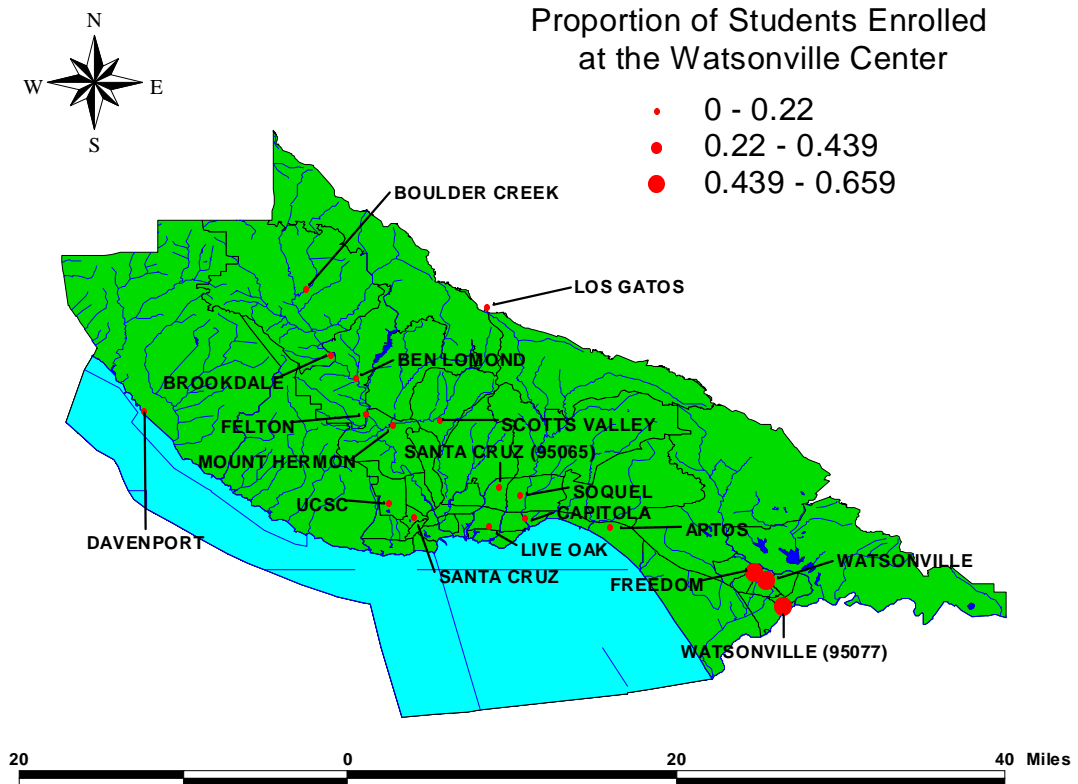 Proportion of Students Enrolled
at the Watsonville Center
N
W
E
S
0 - 0.22
0.22 - 0.439
0.439 - 0.659
BOULDER CREEK
LOS GATOS
BEN LOMOND
BROOKDALE
FELTON
SCOTTS VALLEY
SANTA CRUZ (95065)
MOUNT HERMON
SOQUEL
UCSC
CAPITOLA
APTOS
DAVENPORT
LIVE OAK
WATSONVILLE
SANTA CRUZ
FREEDOM
WATSONVILLE (95077)
20 0 20 40 Miles